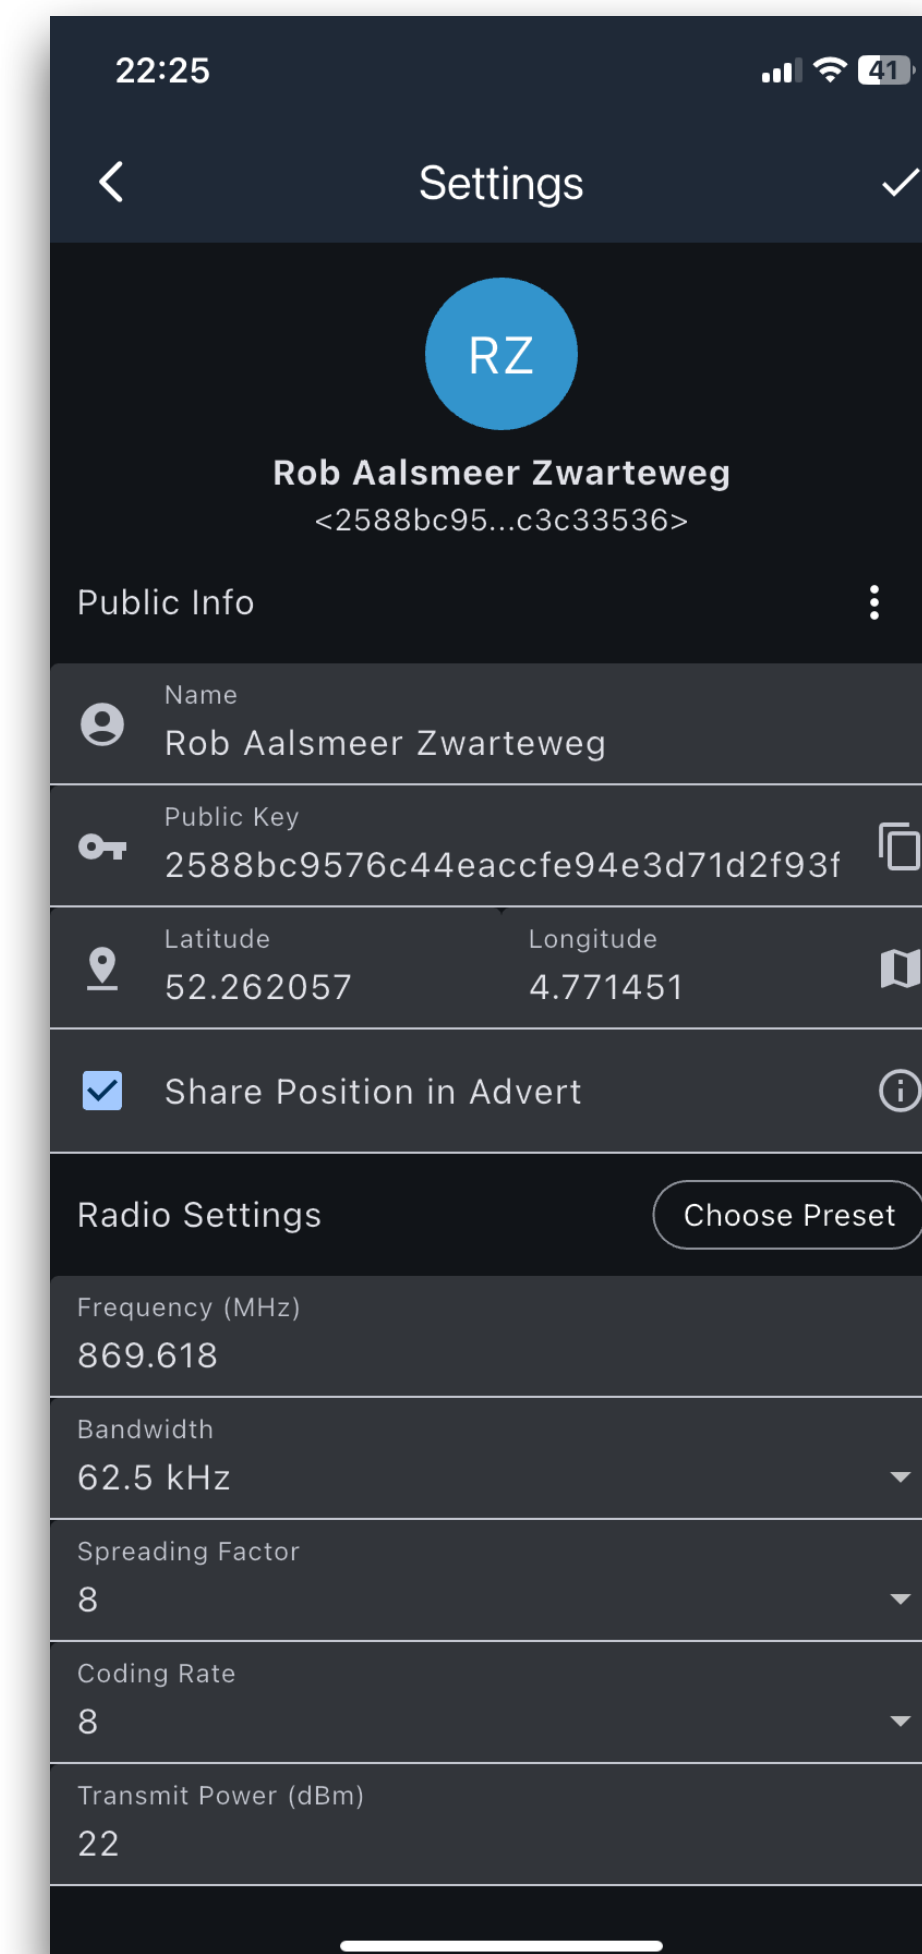 22:25
41
Settings
RZ
Rob Aalsmeer Zwarteweg
<2588bc95...c3c33536>
Public Info
Name
Rob Aalsmeer Zwarteweg
Public Key
2588bc9576c44eaccfe94e3d71d2f93f
Latitude
52.262057
Longitude
4.771451
Share Position in Advert
Radio Settings
Choose Preset
Frequency (MHz)
869.618
Bandwidth
62.5 kHz
Spreading Factor
8
Coding Rate
8
Transmit Power (dBm)
22